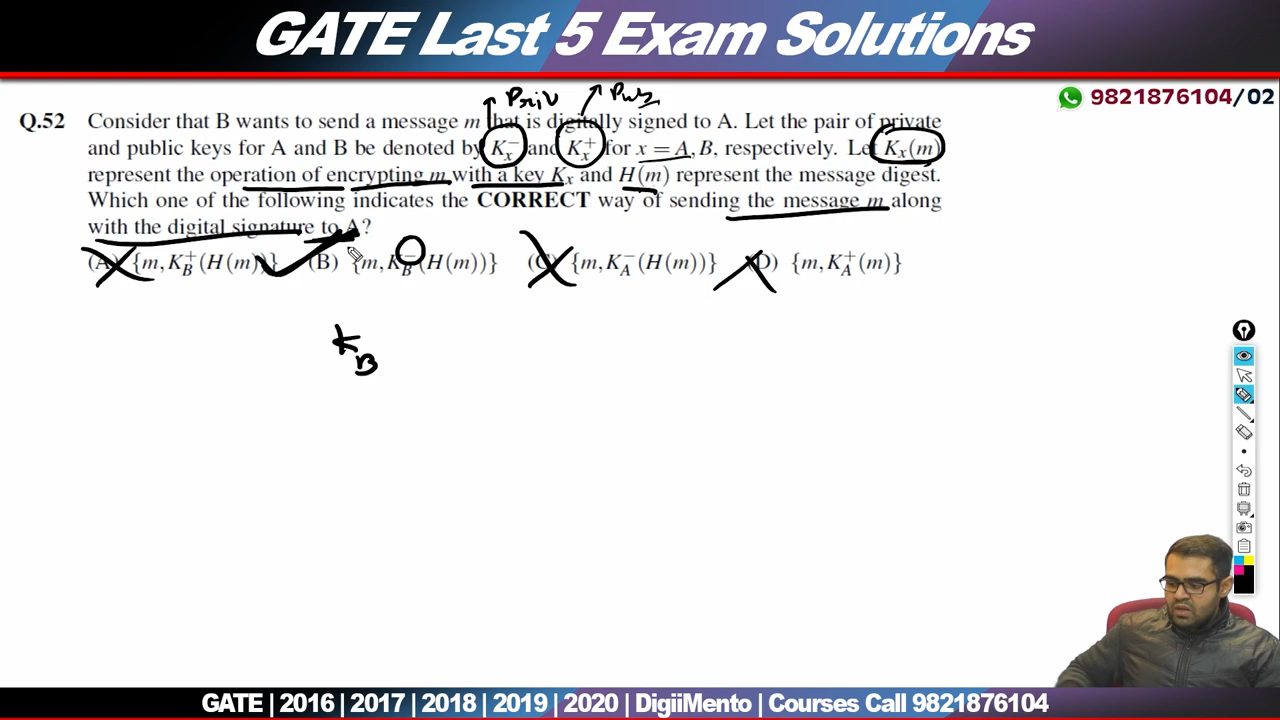 GATE Last 5 Exam Solutions
9821876104/02
Priv Pub
Q.52 Consider that B wants to send a message m that is digitally signed to A. Let the pair of private
and public keys for A and B be denoted by K_x^- and K_x^+ for x = A, B, respectively. Let K_x(m)
represent the operation of encrypting m with a key K_x and H(m) represent the message digest.
Which one of the following indicates the CORRECT way of sending the message m along
with the digital signature to A?
(A) {m, K_B^+(H(m))} (B) {m, K_B^-(H(m))} (C) {m, K_A^-(H(m))} (D) {m, K_A^+(m)}
K_B
GATE | 2016 | 2017 | 2018 | 2019 | 2020 | DigiiMento | Courses Call 9821876104